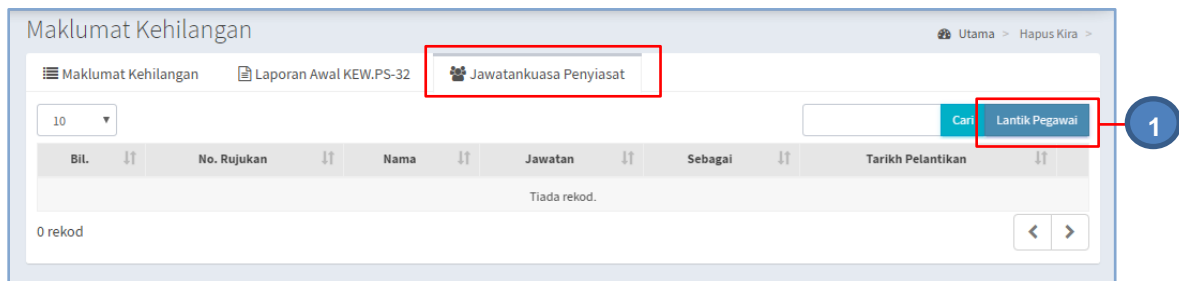 Maklumat Kehilangan
Utama > Hapus Kira >
Maklumat Kehilangan Laporan Awal KEW.PS-32 Jawatankuasa Penyiasat
10 Cari Lantik Pegawai
1
Bil. No. Rujukan Nama Jawatan Sebagai Tarikh Pelantikan
Tiada rekod.
0 rekod